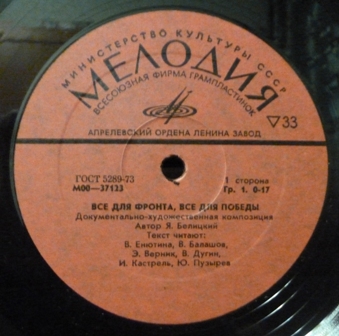 МИНИСТЕРСТВО КУЛЬТУРЫ СССР
МЕЛОДИЯ
ВСЕСОЮЗНАЯ ФИРМА ГРАМПЛАСТИНОК
▽33
АПРЕЛЕВСКИЙ ОРДЕНА ЛЕНИНА ЗАВОД
ГОСТ 5289-73
М00—37133
1 сторона
Гр. 1. 0-17
ВСЕ ДЛЯ ФРОНТА, ВСЕ ДЛЯ ПОБЕДЫ
Документально-художественная композиция
Автор Я. Белицкий
Текст читают:
В. Енютина, В. Балашов,
Э. Верник, В. Дугин,
И. Кастрель, Ю. Пузырев